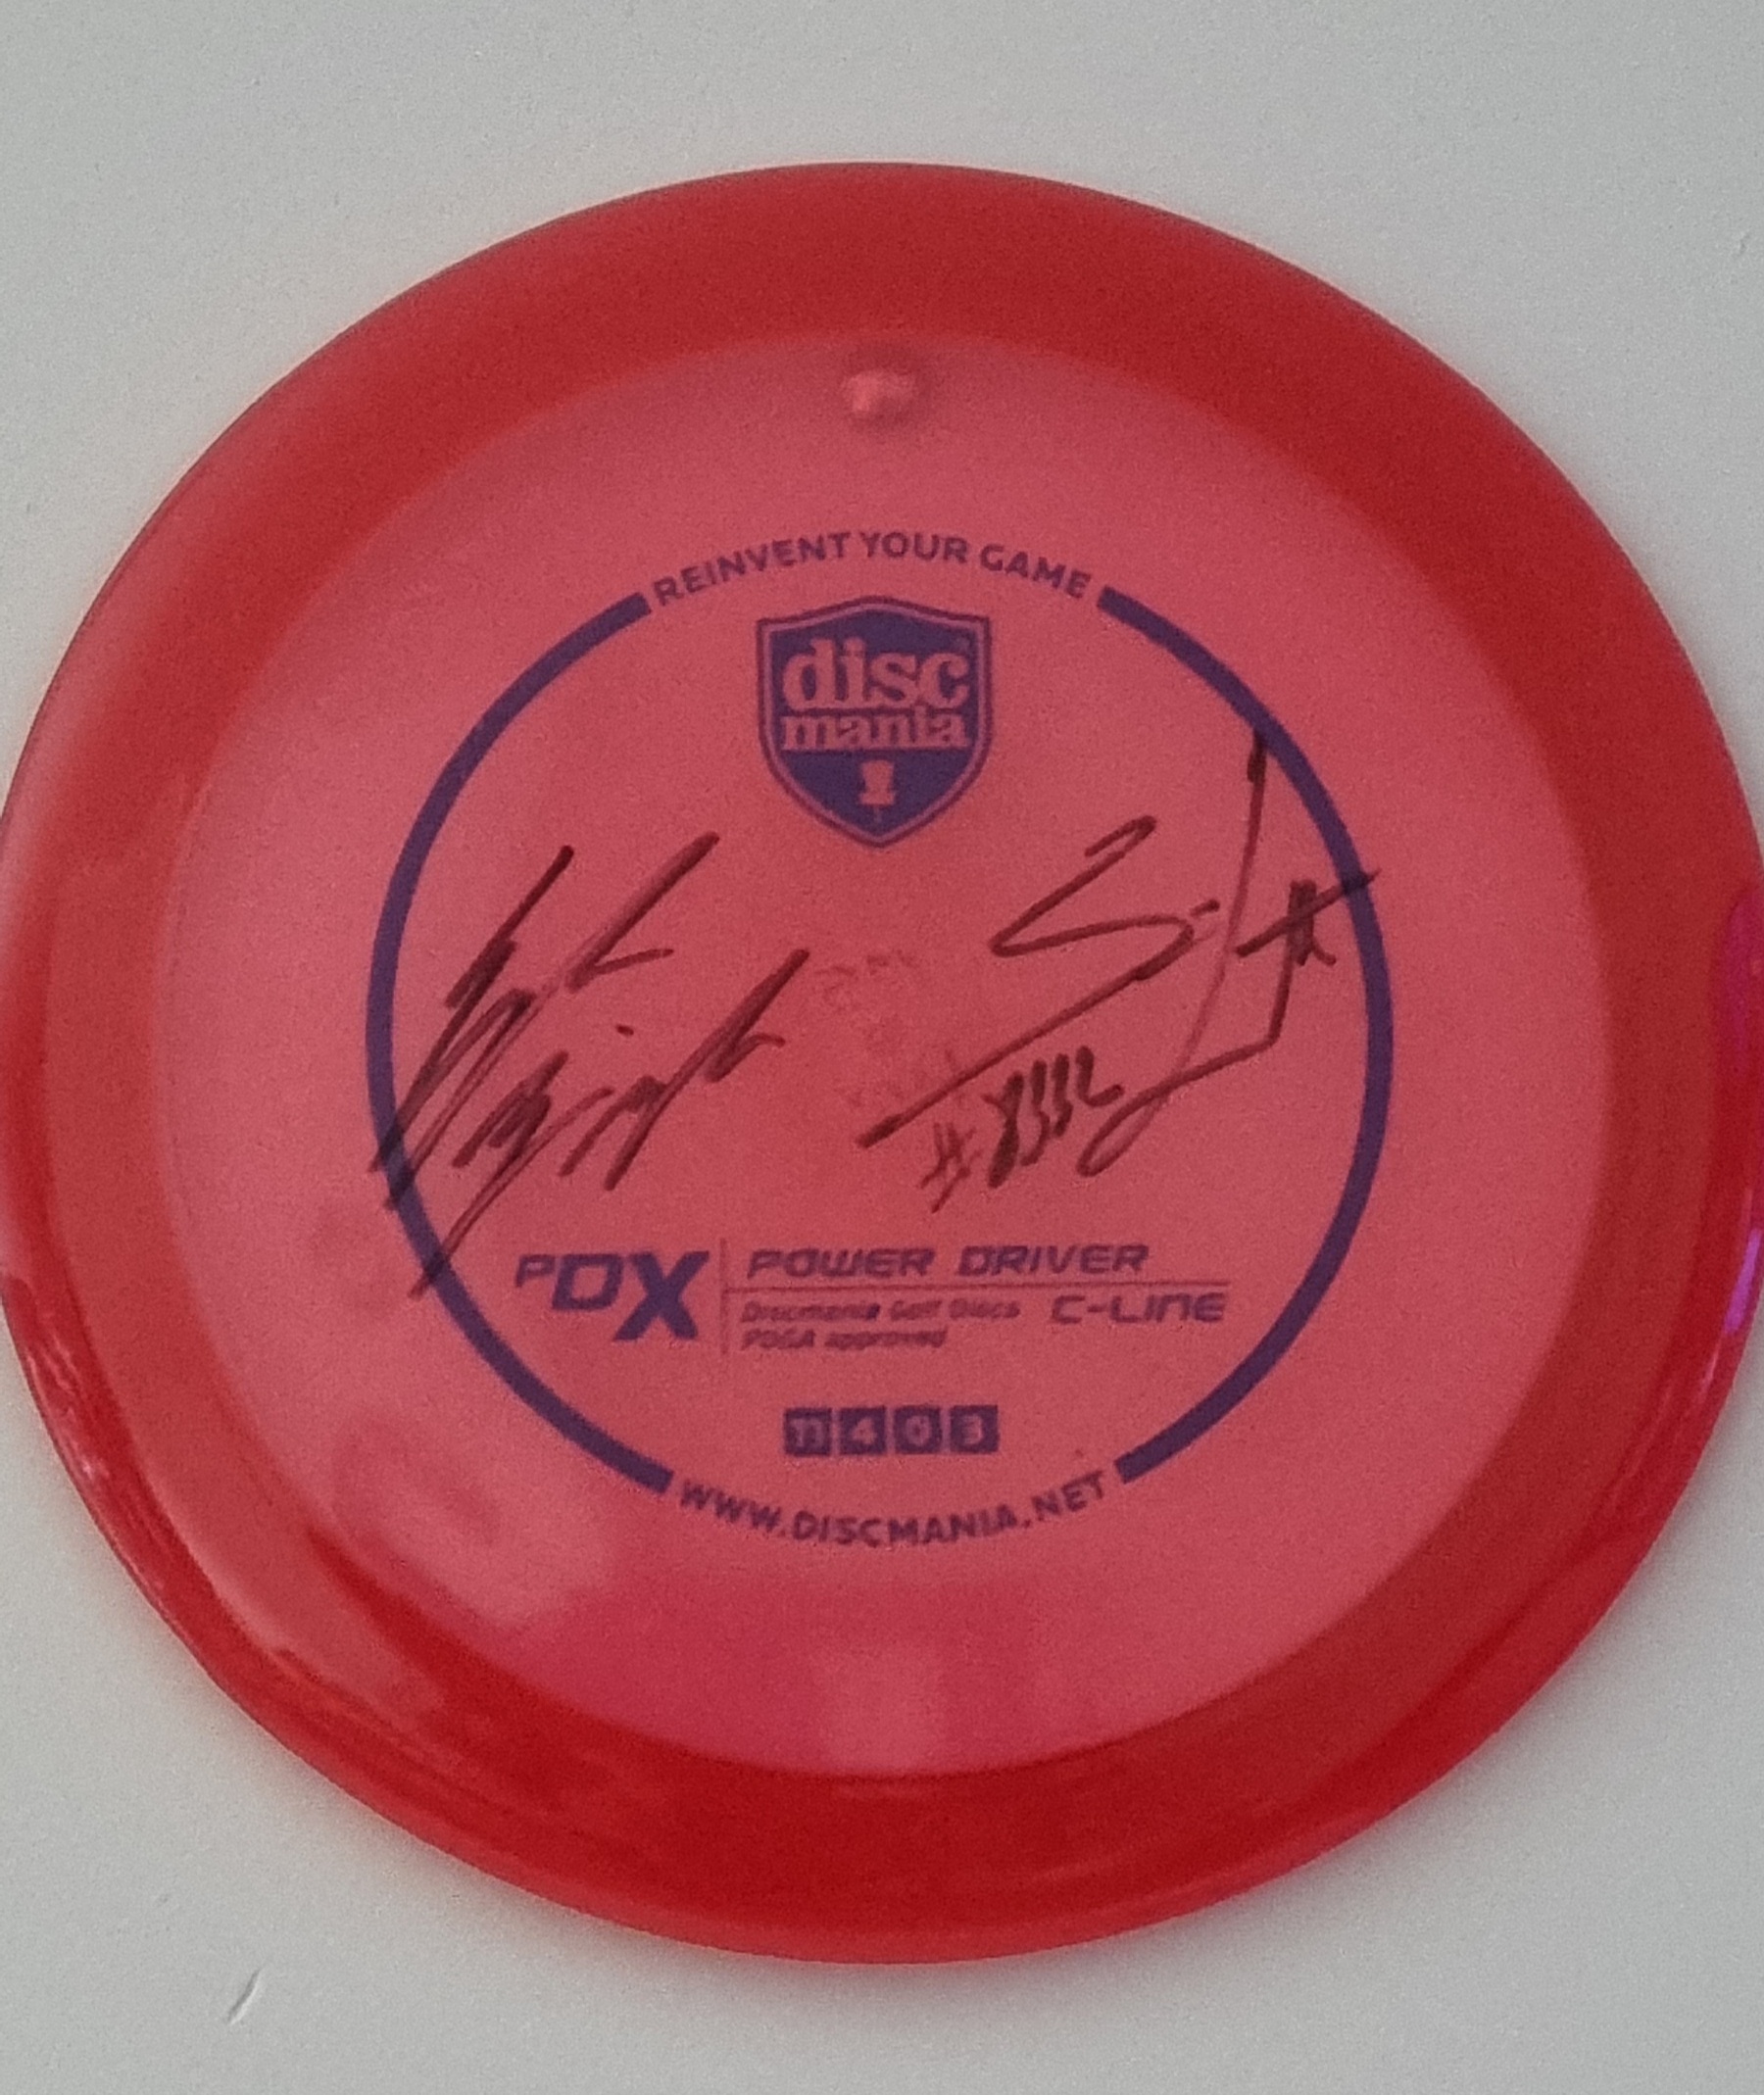 REINVENT YOUR GAME
disc
mania
PDX POWER DRIVER
Discmania Golf Discs C-LINE
PDGA approved
11 4 0 3
WWW.DISCMANIA.NET